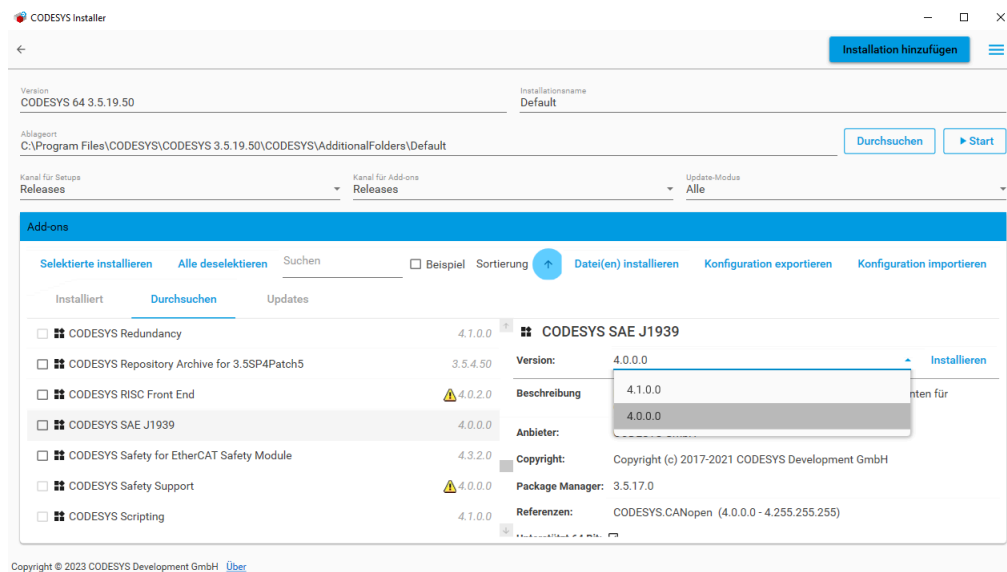 CODESYS Installer
Installation hinzufügen
Version
CODESYS 64 3.5.19.50
Installationsname
Default
Ablageort
C:\Program Files\CODESYS\CODESYS 3.5.19.50\CODESYS\AdditionalFolders\Default
Durchsuchen
Start
Kanal für Setups
Releases
Kanal für Add-ons
Releases
Update-Modus
Alle
Add-ons
Selektierte installieren
Alle deselektieren
Suchen
Beispiel
Sortierung
Datei(en) installieren
Konfiguration exportieren
Konfiguration importieren
Installiert
Durchsuchen
Updates
CODESYS Redundancy 4.1.0.0
CODESYS Repository Archive for 3.5SP4Patch5 3.5.4.50
CODESYS RISC Front End 4.0.2.0
CODESYS SAE J1939 4.0.0.0
CODESYS Safety for EtherCAT Safety Module 4.3.2.0
CODESYS Safety Support 4.0.0.0
CODESYS Scripting 4.1.0.0
CODESYS SAE J1939
Version: 4.0.0.0 Installieren
4.1.0.0
4.0.0.0
Beschreibung nten für
Anbieter:
Copyright: Copyright (c) 2017-2021 CODESYS Development GmbH
Package Manager: 3.5.17.0
Referenzen: CODESYS.CANopen (4.0.0.0 - 4.255.255.255)
Copyright © 2023 CODESYS Development GmbH Über